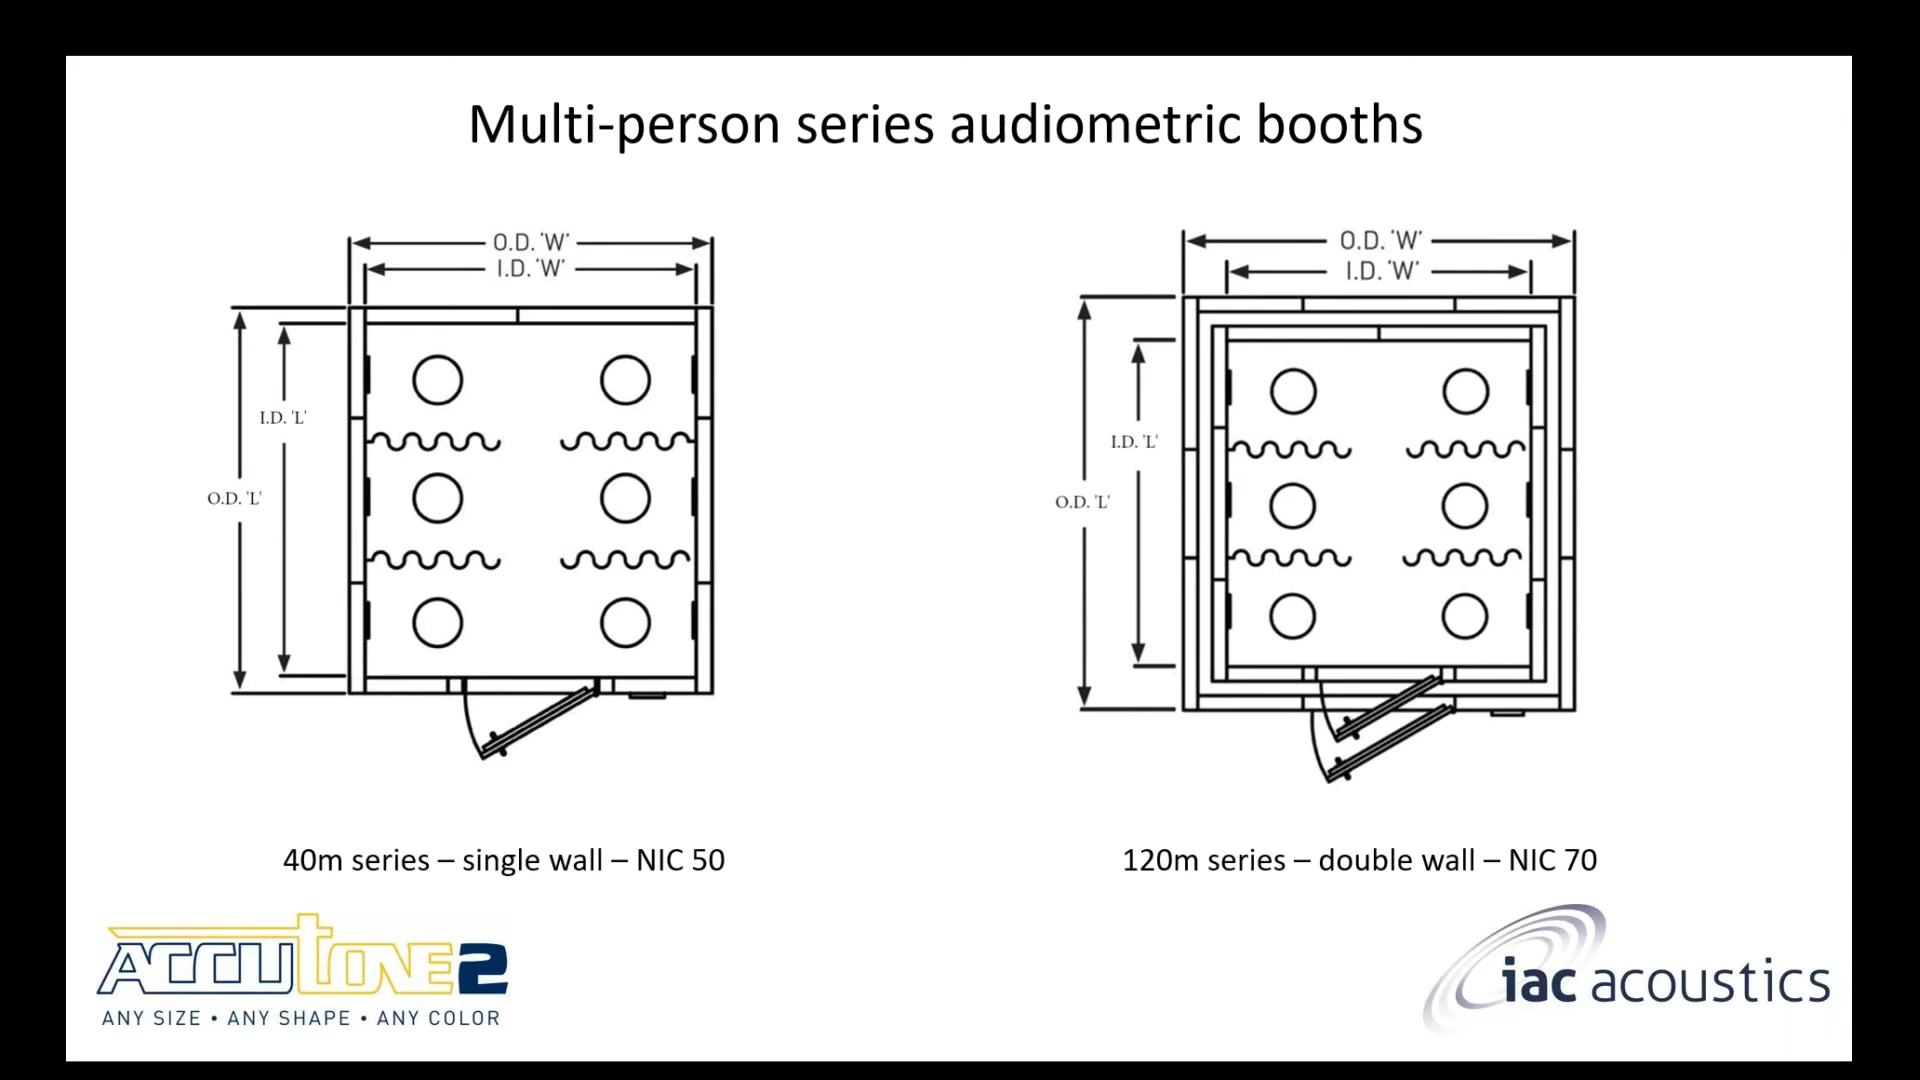 Multi-person series audiometric booths
O.D. 'W'
I.D. 'W'
I.D. 'L'
O.D. 'L'
O.D. 'W'
I.D. 'W'
I.D. 'L'
O.D. 'L'
40m series – single wall – NIC 50
120m series – double wall – NIC 70
ACCUtONE2
ANY SIZE • ANY SHAPE • ANY COLOR
iac acoustics